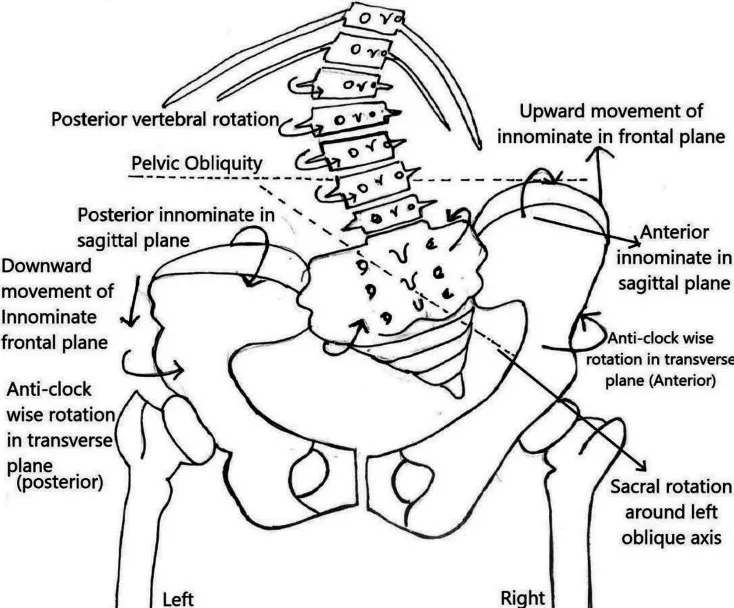 Posterior vertebral rotation
Pelvic Obliquity
Upward movement of
innominate in frontal plane
Posterior innominate in
sagittal plane
Anterior
innominate in
sagittal plane
Downward
movement of
Innominate
frontal plane
Anti-clock wise
rotation in transverse
plane (Anterior)
Anti-clock
wise rotation
in transverse
plane
(posterior)
Sacral rotation
around left
oblique axis
Left
Right